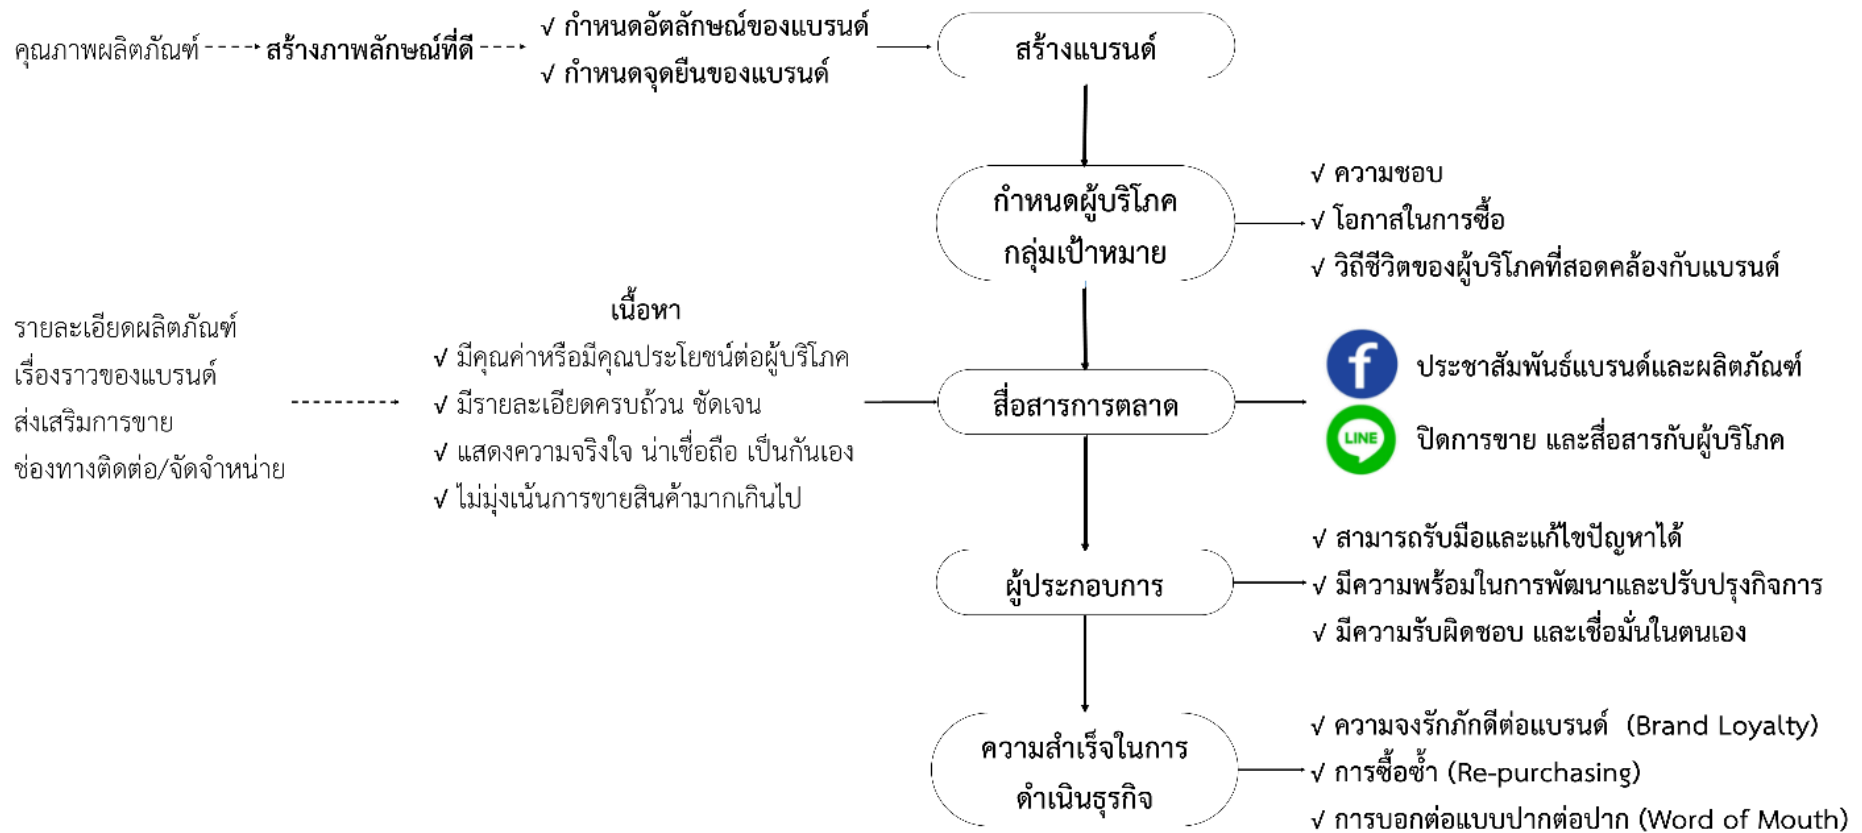 คุณภาพผลิตภัณฑ์
สร้างภาพลักษณ์ที่ดี
√ กำหนดอัตลักษณ์ของแบรนด์
√ กำหนดจุดยืนของแบรนด์
สร้างแบรนด์
กำหนดผู้บริโภค
กลุ่มเป้าหมาย
√ ความชอบ
√ โอกาสในการซื้อ
√ วิถีชีวิตของผู้บริโภคที่สอดคล้องกับแบรนด์
รายละเอียดผลิตภัณฑ์
เรื่องราวของแบรนด์
ส่งเสริมการขาย
ช่องทางติดต่อ/จัดจำหน่าย
เนื้อหา
√ มีคุณค่าหรือมีคุณประโยชน์ต่อผู้บริโภค
√ มีรายละเอียดครบถ้วน ชัดเจน
√ แสดงความจริงใจ น่าเชื่อถือ เป็นกันเอง
√ ไม่มุ่งเน้นการขายสินค้ามากเกินไป
สื่อสารการตลาด
f ประชาสัมพันธ์แบรนด์และผลิตภัณฑ์
LINE ปิดการขาย และสื่อสารกับผู้บริโภค
ผู้ประกอบการ
√ สามารถรับมือและแก้ไขปัญหาได้
√ มีความพร้อมในการพัฒนาและปรับปรุงกิจการ
√ มีความรับผิดชอบ และเชื่อมั่นในตนเอง
ความสำเร็จในการ
ดำเนินธุรกิจ
√ ความจงรักภักดีต่อแบรนด์ (Brand Loyalty)
√ การซื้อซ้ำ (Re-purchasing)
√ การบอกต่อแบบปากต่อปาก (Word of Mouth)